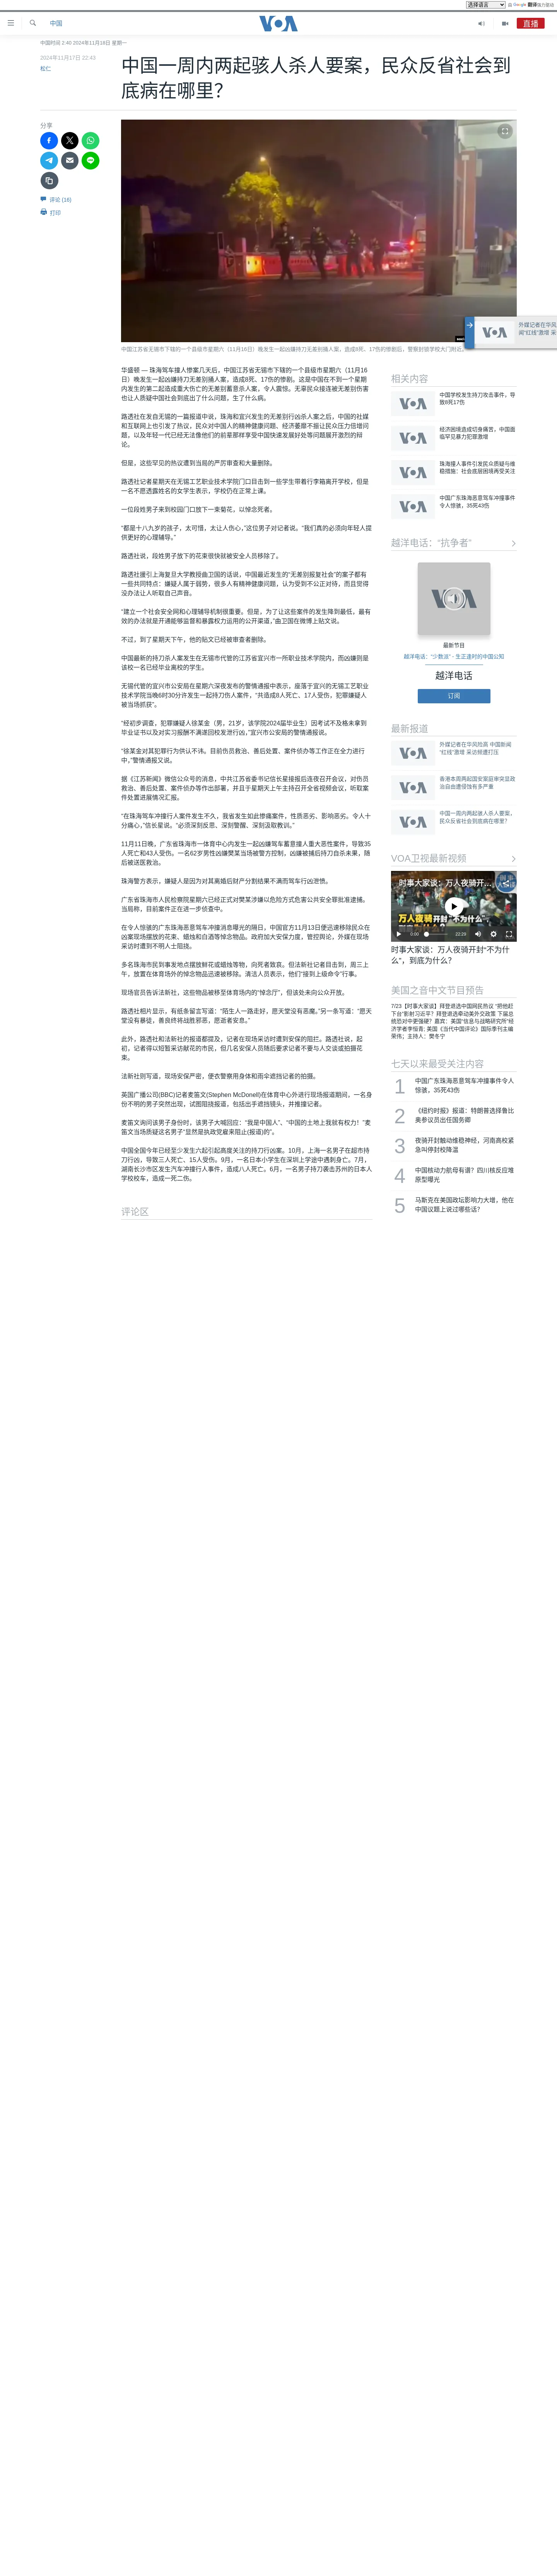 选择语言
由 Google 翻译强力驱动
中国
VOA
直播
中国时间 2:40 2024年11月18日 星期一
2024年11月17日 22:43
松仁
中国一周内两起骇人杀人要案，民众反省社会到
底病在哪里？
分享
评论 (18)
打印
中国江苏省无锡市下辖的一个县级市星期六（11月16日）晚发生一起凶嫌持刀无差别捅人案，造成8死、17伤的惨剧后，警察封锁学校大门附近。
外媒记者在华风
闻"红线"激增 采
华盛顿 — 珠海驾车撞人惨案几天后，中国江苏省无锡市下辖的一个县级市星期六（11月16
日）晚发生一起凶嫌持刀无差别捅人案，造成8死、17伤的惨剧。这是中国在不到一个星期
内发生的第二起造成重大伤亡的无差别蓄意杀人案，令人震惊。无辜民众接连被无差别伤害
也让人质疑中国社会到底出了什么问题，生了什么病。
路透社在发自无锡的一篇报道中说，珠海和宜兴发生的无差别行凶杀人案之后，中国的社媒
和互联网上也引发了热议，民众对中国人的精神健康问题、经济放缓带来的心理压力倍增问
题，以及年轻一代已经无法像他们的前辈那样享受中国快速发展好处等问题展开激烈的辩
论。
但是，这些罕见的热议遭到当局的严厉审查和大量删除。
路透社记者星期天在无锡工艺职业技术学院门口目击到一些学生带着行李箱离开学校，但是
一名不愿透露姓名的女学生表示，学校仍在正常上课。
一位段姓男子来到校园门口放下一束菊花，以悼念死者。
"都是十八九岁的孩子，太可惜，太让人伤心，"这位男子对记者说。"我们真的必须向年轻人提
供更好的心理辅导。"
路透社说，段姓男子放下的花束很快就被安全人员移除了。
路透社援引上海复旦大学教授曲卫国的话说，中国最近发生的"无差别报复社会"的案子都有
一些共同特点：嫌疑人属于弱势，很多人有精神健康问题，认为受到不公正对待，而且觉得
没办法让人听取自己声音。
"建立一个社会安全网和心理辅导机制很重要。但是，为了让这些案件的发生降到最低，最有
效的办法就是开通能够监督和暴露权力运用的公开渠道，"曲卫国在微博上贴文说。
不过，到了星期天下午，他的贴文已经被审查者删除。
中国最新的持刀杀人案发生在无锡市代管的江苏省宜兴市一所职业技术学院内，而凶嫌则是
该校一名已经毕业离校的学生。
无锡代管的宜兴市公安局在星期六深夜发布的警情通报中表示，座落于宜兴的无锡工艺职业
技术学院当晚6时30分许发生一起持刀伤人案件，"共造成8人死亡、17人受伤，犯罪嫌疑人
被当场抓获"。
"经初步调查，犯罪嫌疑人徐某金（男，21岁，该学院2024届毕业生）因考试不及格未拿到
毕业证书以及对实习报酬不满遂回校发泄行凶，"宜兴市公安局的警情通报说。
"徐某金对其犯罪行为供认不讳。目前伤员救治、善后处置、案件侦办等工作正在全力进行
中，"警情通报又说。
据《江苏新闻》微信公众号的消息，中共江苏省委书记信长星接报后连夜召开会议，对伤员
救治、善后处置、案件侦办等作出部署，并且于星期天上午主持召开全省视频会议，听取案
件处置进展情况汇报。
"在珠海驾车冲撞行人案件发生不久，我省发生如此惨痛案件，性质恶劣、影响恶劣。令人十
分痛心，"信长星说。"必须深刻反思、深刻警醒、深刻汲取教训。"
11月11日晚，广东省珠海市一体育中心内发生一起凶嫌驾车蓄意撞人重大恶性案件，导致35
人死亡和43人受伤。一名62岁男性凶嫌樊某当场被警方控制，凶嫌被捕后持刀自杀未果，随
后被送医救治。
珠海警方表示，嫌疑人是因为对其离婚后财产分割结果不满而驾车行凶泄愤。
广东省珠海市人民检察院星期六已经正式对樊某涉嫌以危险方式危害公共安全罪批准逮捕。
当局称，目前案件正在进一步侦查中。
在令人惊骇的广东珠海恶意驾车冲撞消息曝光的隔日，中国官方11月13日便迅速移除民众在
凶案现场摆放的花束、蜡烛和白酒等悼念物品。政府加大安保力度，管控舆论，外媒在现场
采访时遭到不明人士阻挠。
多名珠海市民到事发地点摆放鲜花或蜡烛等物，向死者致哀。但法新社记者目击到，周三上
午，放置在体育场外的悼念物品迅速被移除。清洁人员表示，他们"接到上级命令"行事。
现场官员告诉法新社，这些物品被移至体育场内的"悼念厅"，但该处未向公众开放。
路透社相片显示，有纸条留言写道："陌生人一路走好，愿天堂没有恶魔。"另一条写道："愿天
堂没有暴徒，善良终将战胜邪恶，愿逝者安息。"
此外，路透社和法新社的报道都提及，记者在现场采访时遭到安保的阻拦。路透社说，起
初，记者得以短暂采访献花的市民，但几名安保人员随后要求记者不要与人交谈或拍摄花
束。
法新社则写道，现场安保严密，便衣警察用身体和雨伞遮挡记者的拍摄。
英国广播公司(BBC)记者麦笛文(Stephen McDonell)在体育中心外进行现场报道期间，一名身
份不明的男子突然出现，试图阻挠报道，包括出手遮挡镜头，并推搡记者。
麦笛文询问该男子身份时，该男子大喊回应："我是中国人"，"中国的土地上我就有权力！"麦
笛文当场质疑这名男子"显然是执政党雇来阻止(报道)的"。
中国全国今年已经至少发生六起引起高度关注的持刀行凶案。10月，上海一名男子在超市持
刀行凶，导致三人死亡、15人受伤。9月，一名日本小学生在深圳上学途中遇刺身亡。7月，
湖南长沙市区发生汽车冲撞行人事件，造成八人死亡。6月，一名男子持刀袭击苏州的日本人
学校校车，造成一死二伤。
评论区
相关内容
中国学校发生持刀攻击事件，导
致8死17伤
经济困境造成切身痛苦，中国面
临罕见暴力犯罪激增
珠海撞人事件引发民众质疑与维
稳措施：社会底层困境再受关注
中国广东珠海恶意驾车冲撞事件
令人惊骇，35死43伤
越洋电话："抗争者"
最新节目
越洋电话："少数派" - 生正逢时的中国公知
越洋电话
订阅
最新报道
外媒记者在华风险高 中国新闻
"红线"激增 采访频遭打压
香港本周两起国安案庭审突显政
治自由遭侵蚀有多严重
中国一周内两起骇人杀人要案，
民众反省社会到底病在哪里？
VOA卫视最新视频
时事大家谈：万人夜骑开...
万人夜骑开封"不为什么"
0:00
22:29
时事大家谈：万人夜骑开封"不为什
么"，到底为什么？
美国之音中文节目预告
7/23【时事大家谈】拜登退选中国网民热议 "把他赶
下台"影射习近平？拜登退选牵动美外交政策 下届总
统恐对中更强硬？嘉宾：美国"信息与战略研究所"经
济学者李恒青; 美国《当代中国评论》国际季刊主编
荣伟；主持人：樊冬宁
七天以来最受关注内容
1 中国广东珠海恶意驾车冲撞事件令人
惊骇，35死43伤
2 《纽约时报》报道：特朗普选择鲁比
奥参议员出任国务卿
3 夜骑开封触动维稳神经，河南高校紧
急叫停封校降温
4 中国核动力航母有谱？四川核反应堆
原型曝光
5 马斯克在美国政坛影响力大增，他在
中国议题上说过哪些话？